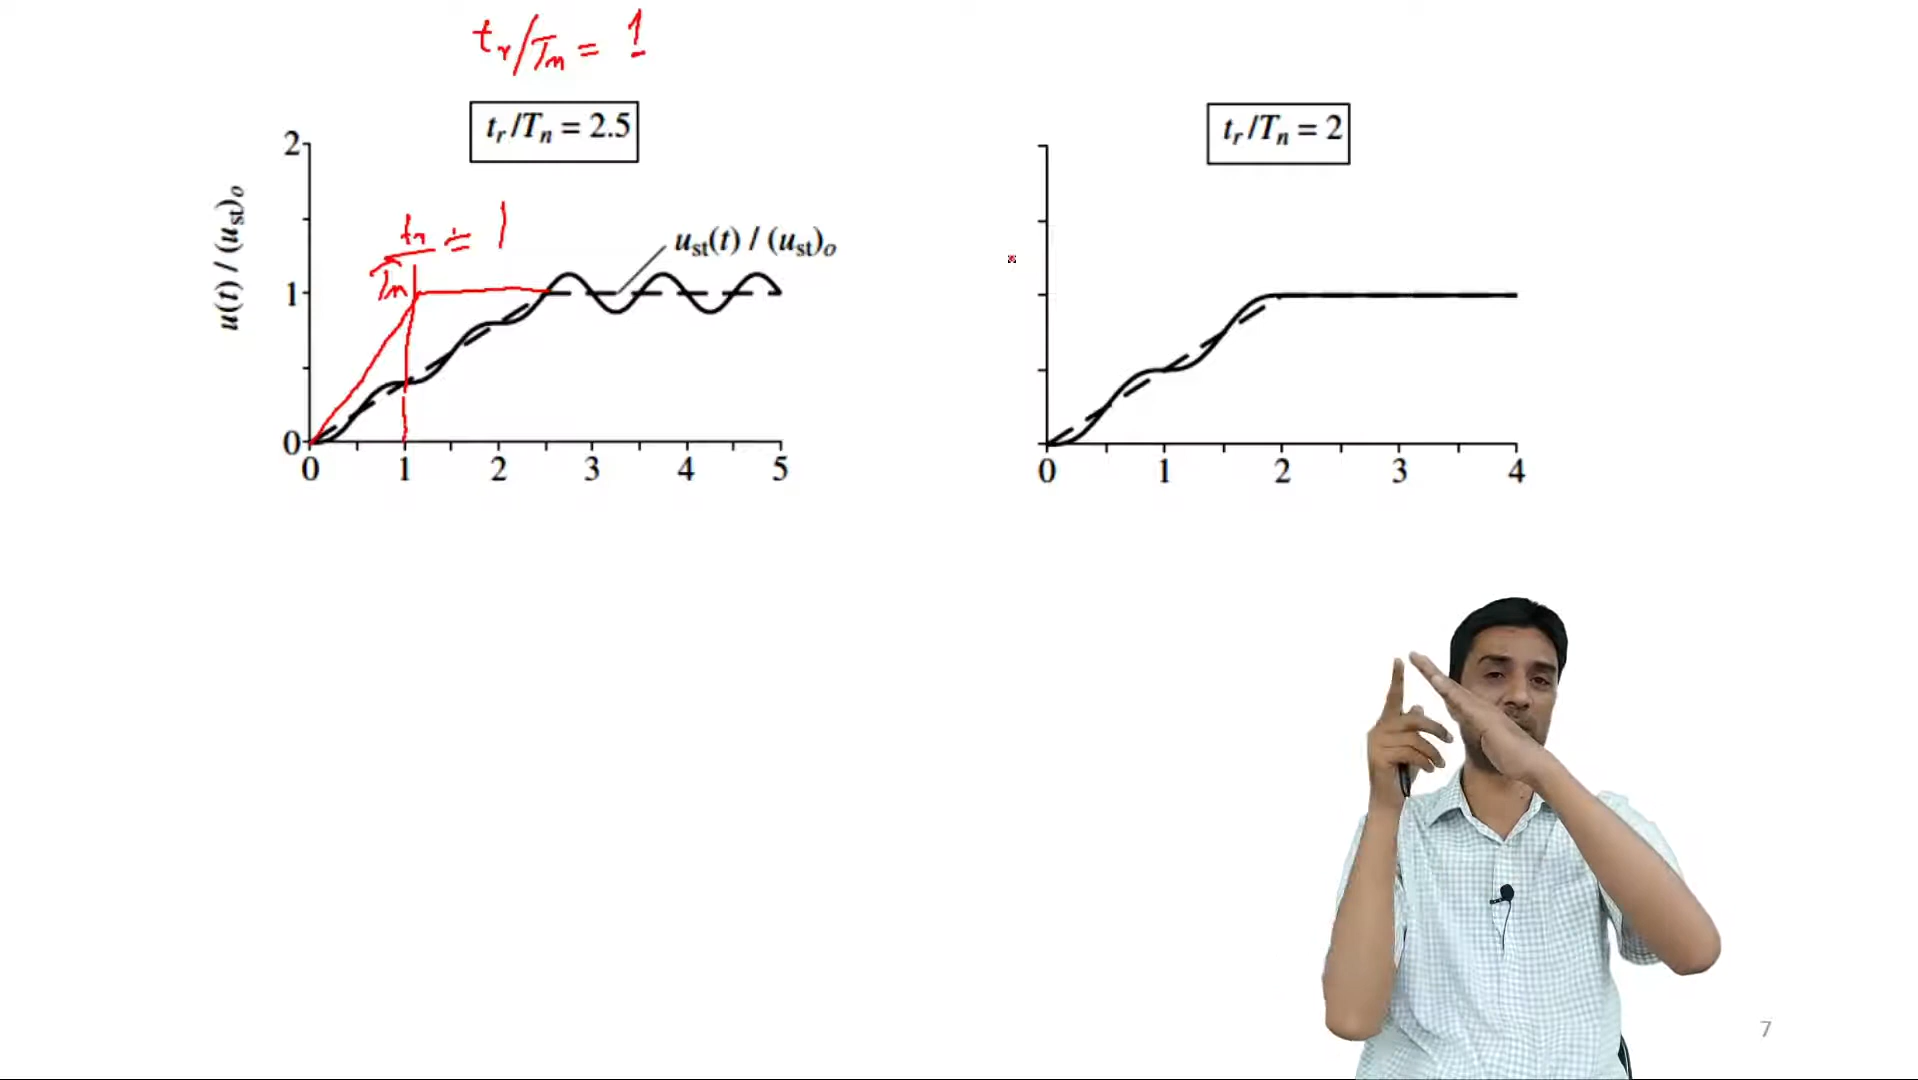 tr/Tn = 1
tr/Tn = 2.5
tr/Tn = 2
2
1
0
u(t) / (ust)o
tr/Tn = 1
ust(t) / (ust)o
0 1 2 3 4 5
0 1 2 3 4
7